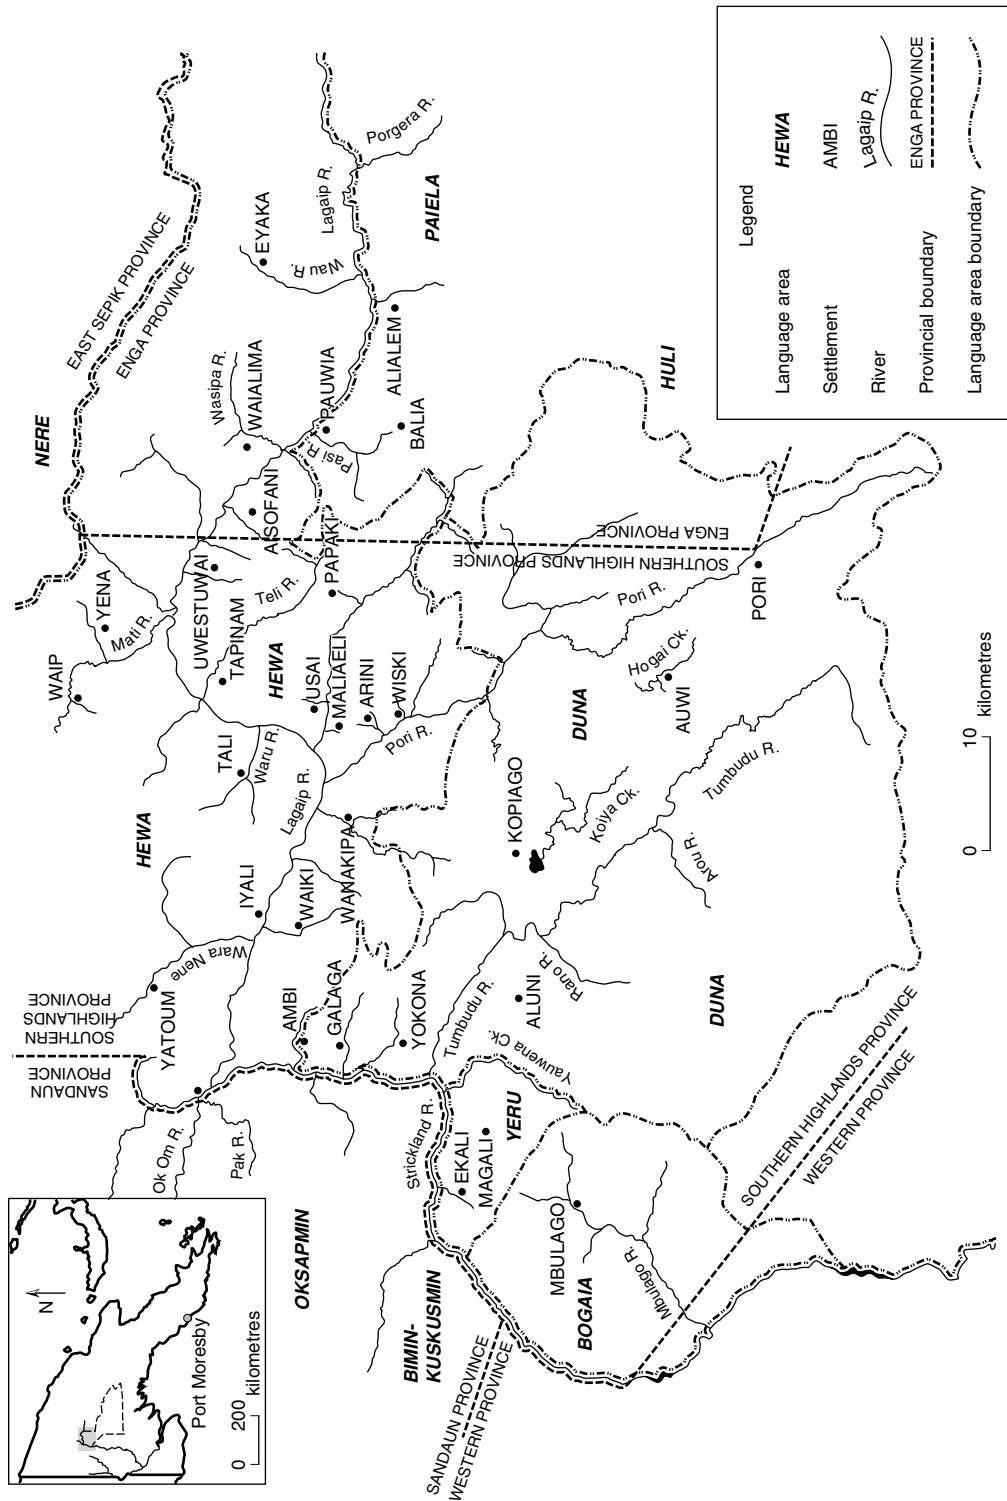 N
Port Moresby
0 200
kilometres
SANDAUN
PROVINCE
SOUTHERN
HIGHLANDS
PROVINCE
NERE
EAST SEPIK PROVINCE
ENGA PROVINCE
WAIP
YENA
Mati R.
YATOUM
HEWA
Wara Nene
Ok Om R.
Pak R.
IYALI
TALI
Waru R.
UWESTUWAI
TAPINAM
Teli R.
HEWA
AISOFANI
Wasipa R.
WAIALIMA
EYAKA
Wau R.
Lagaip R.
Porgera R.
PAIELA
ALIALEM
BALIA
PAUWIA
Pasi R.
PAPAKI
USAI
MALIAELI
ARINI
WISKI
Pori R.
Lagaip R.
WAIKI
WANAKIPA
AMBI
GALAGA
YOKONA
OKSAPMIN
BIMIN-
KUSKUSMIN
Strickland R.
EKALI
MAGALI
YERU
Tumbudu R.
Yauwena Ck.
ALUNI
Rano R.
KOPIAGO
Koiya Ck.
DUNA
Hogai Ck.
AUWI
Pori R.
PORI
SOUTHERN HIGHLANDS PROVINCE
ENGA PROVINCE
HULI
Tumbudu R.
Arou R.
DUNA
MBULAGO
Mbulago R.
BOGAIA
SANDAUN PROVINCE
WESTERN PROVINCE
SOUTHERN HIGHLANDS PROVINCE
WESTERN PROVINCE
0 10
kilometres
Legend
Language area HEWA
Settlement AMBI
River Lagaip R.
Provincial boundary ENGA PROVINCE
Language area boundary